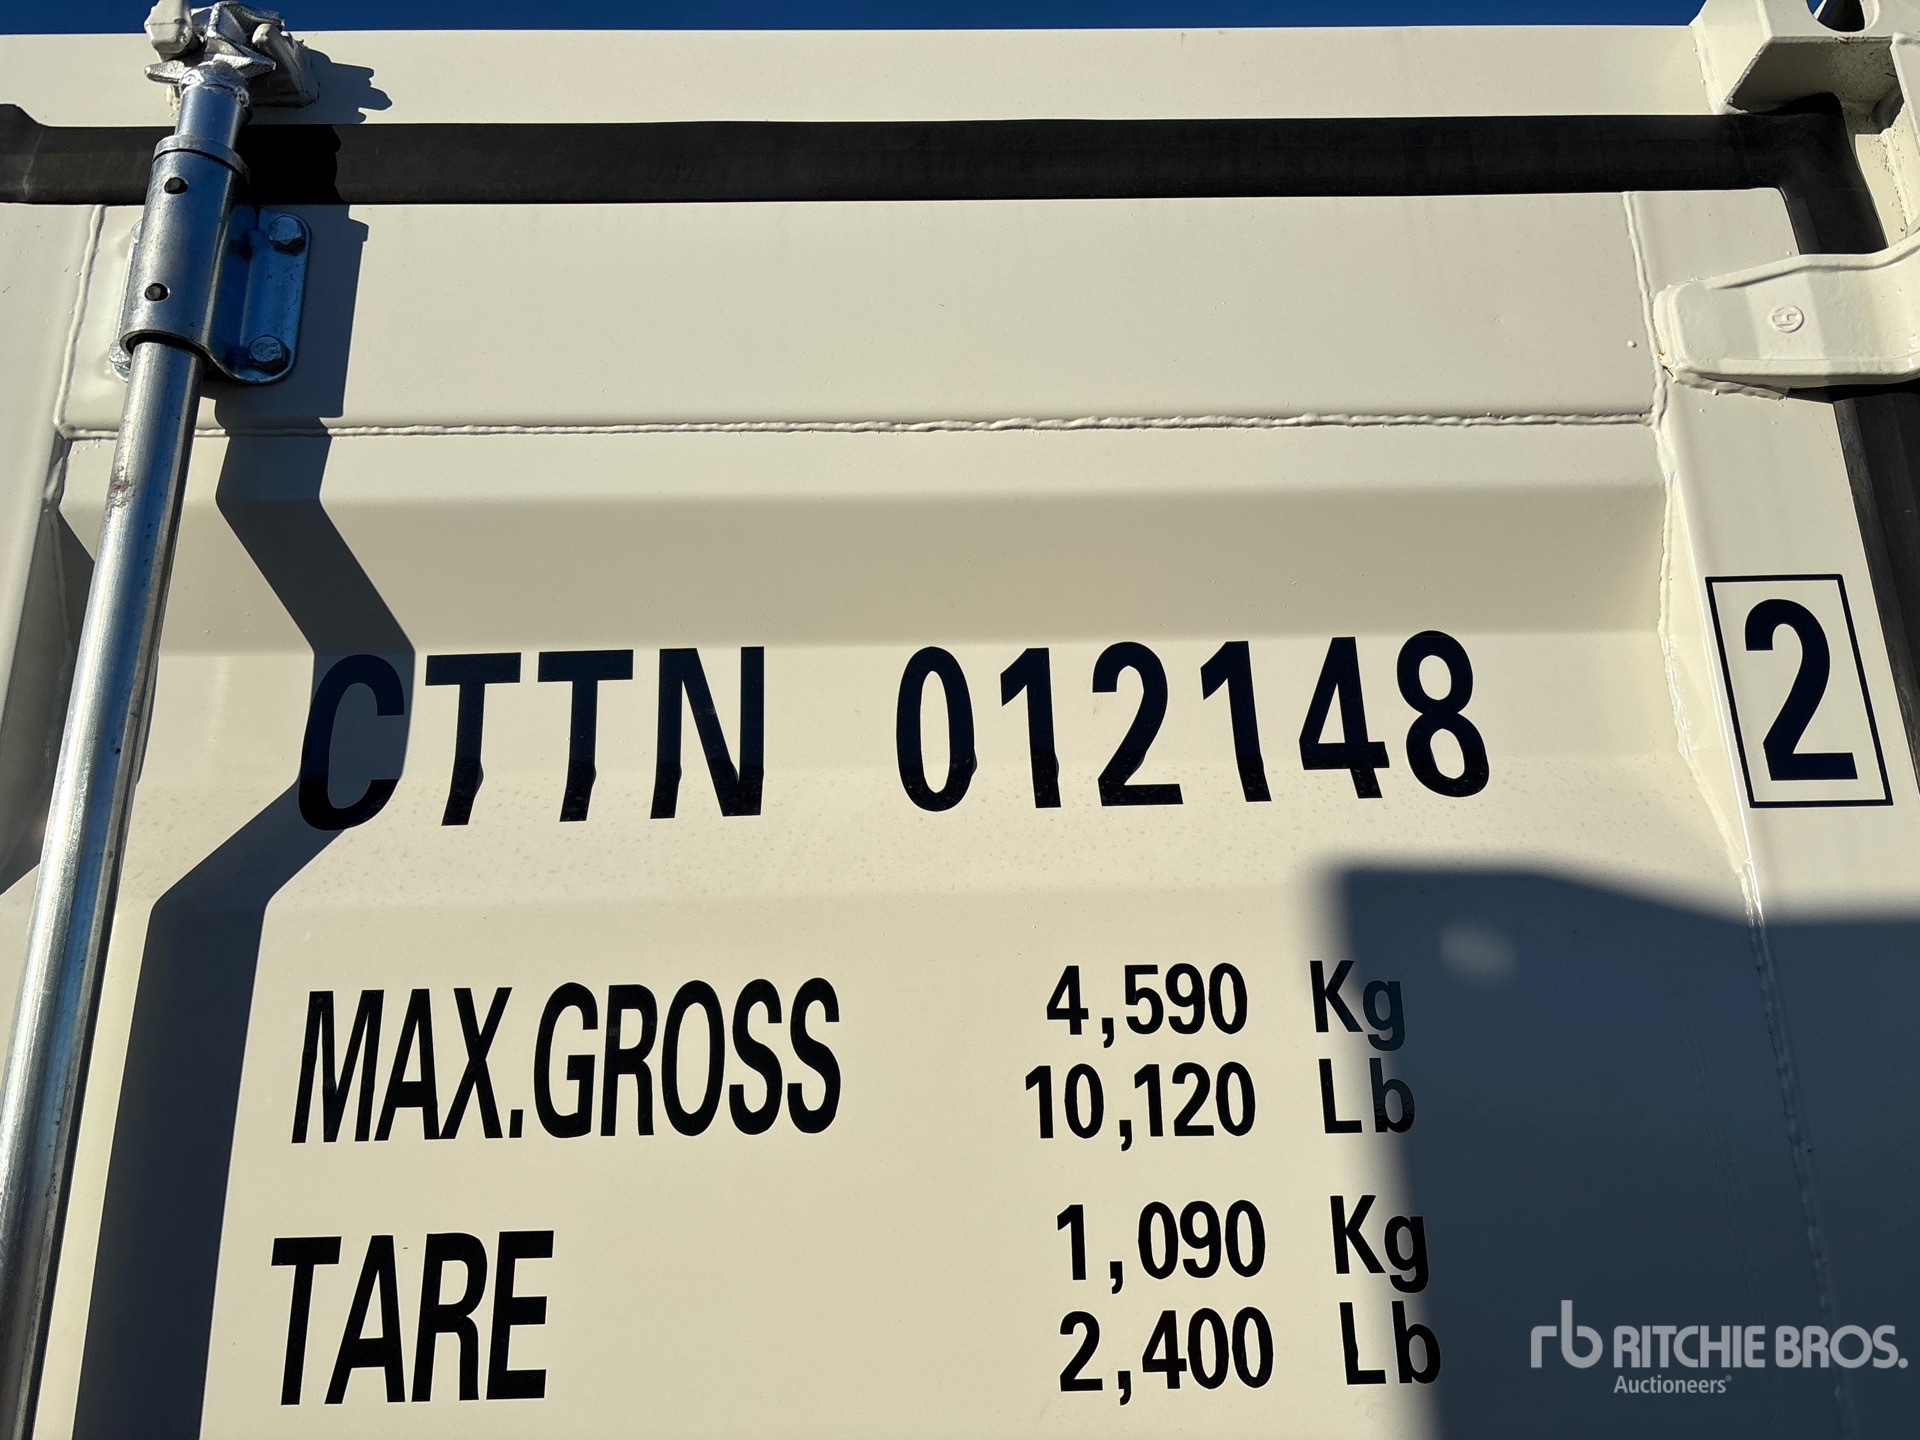 CTTN 012148 2
MAX.GROSS 4,590 Kg
10,120 Lb
TARE 1,090 Kg
2,400 Lb
rb RITCHIE BROS.
Auctioneers®